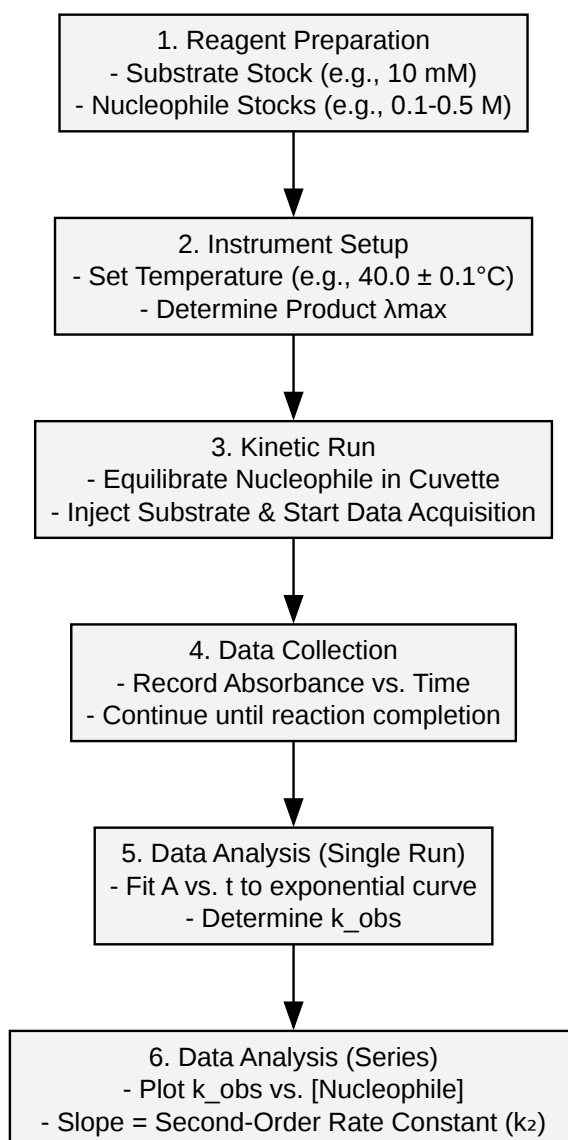 1. Reagent Preparation
- Substrate Stock (e.g., 10 mM)
- Nucleophile Stocks (e.g., 0.1-0.5 M)
2. Instrument Setup
- Set Temperature (e.g., 40.0 ± 0.1°C)
- Determine Product λmax
3. Kinetic Run
- Equilibrate Nucleophile in Cuvette
- Inject Substrate & Start Data Acquisition
4. Data Collection
- Record Absorbance vs. Time
- Continue until reaction completion
5. Data Analysis (Single Run)
- Fit A vs. t to exponential curve
- Determine k_obs
6. Data Analysis (Series)
- Plot k_obs vs. [Nucleophile]
- Slope = Second-Order Rate Constant (k₂)